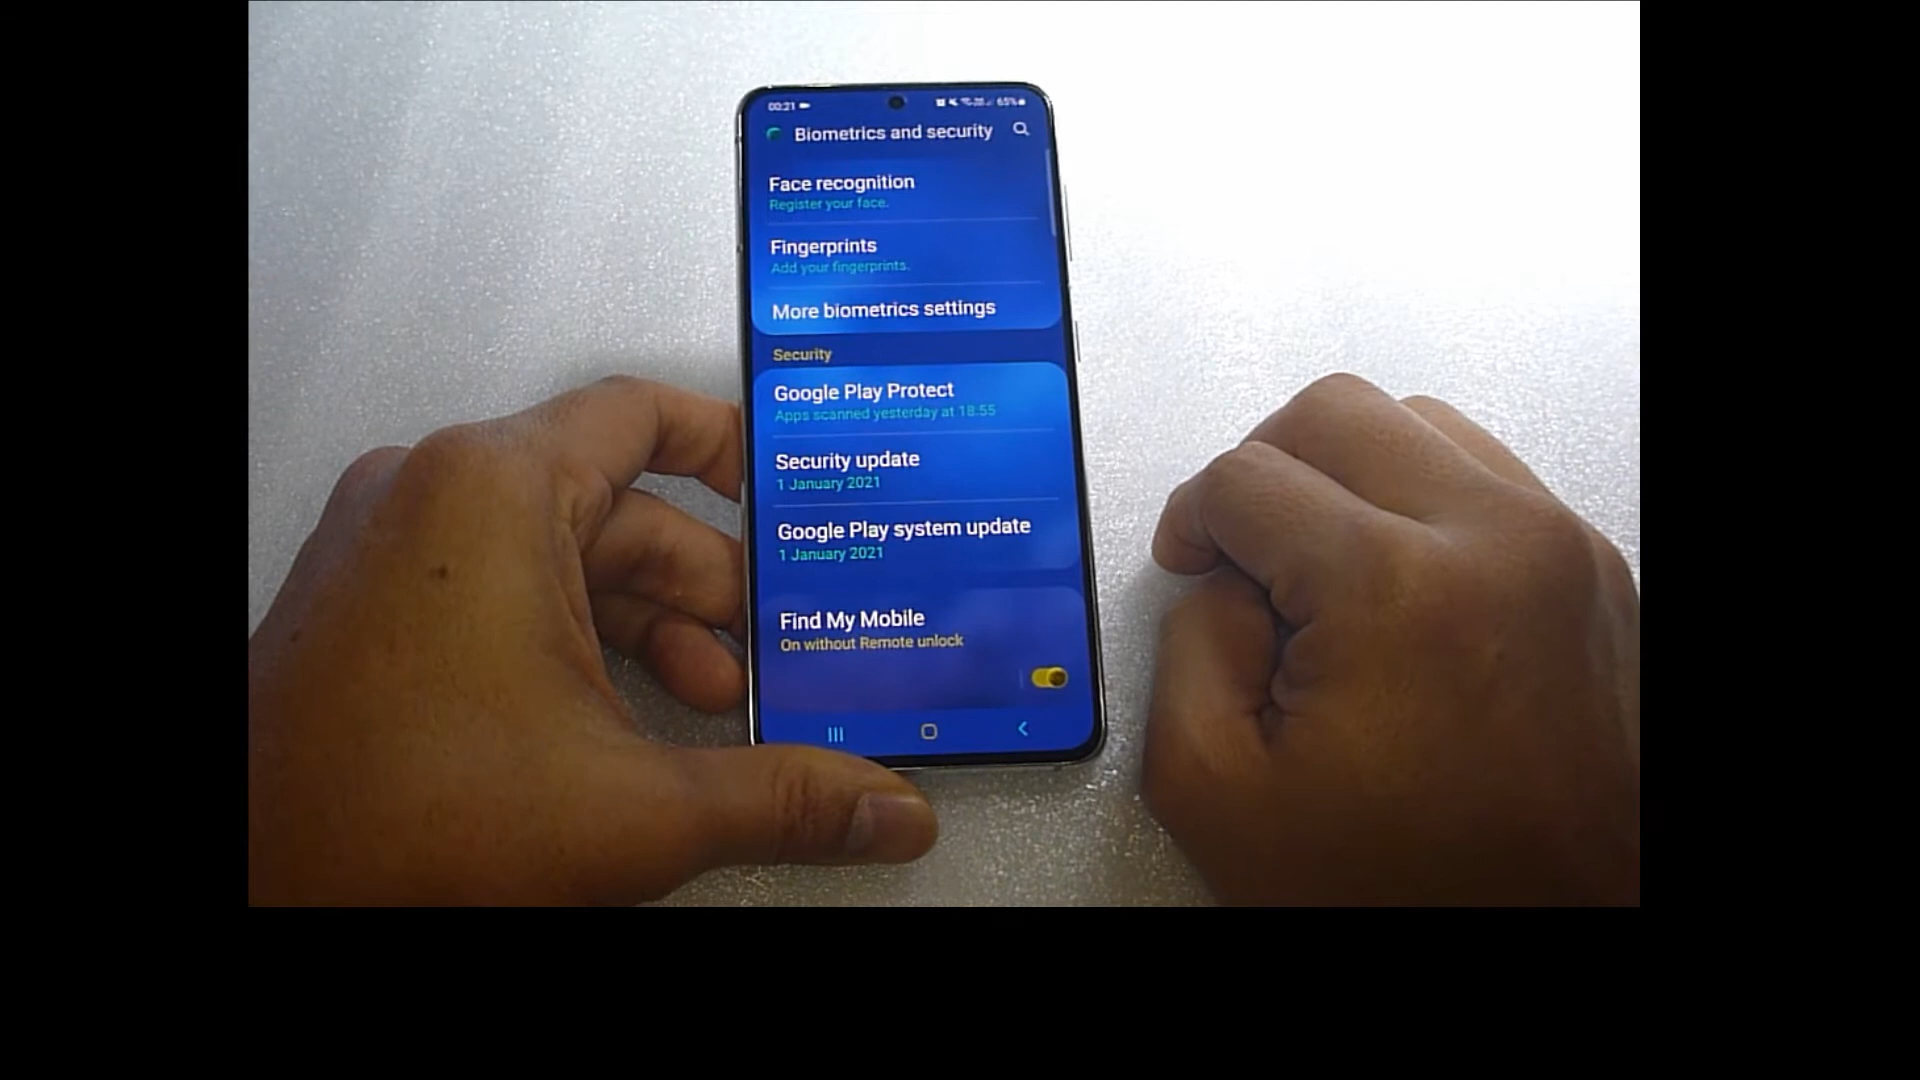 00:21
65%
Biometrics and security
Face recognition
Register your face.
Fingerprints
Add your fingerprints.
More biometrics settings
Security
Google Play Protect
Apps scanned yesterday at 18:55
Security update
1 January 2021
Google Play system update
1 January 2021
Find My Mobile
On without Remote unlock